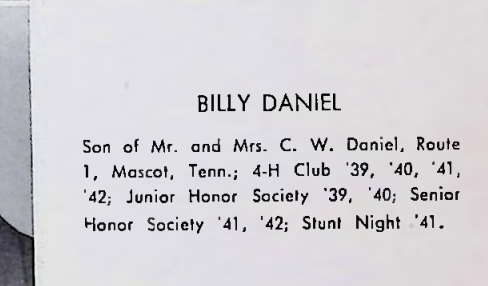 BILLY DANIEL
Son of Mr. and Mrs. C. W. Daniel, Route
1, Mascot, Tenn.; 4-H Club '39, '40, '41,
'42; Junior Honor Society '39, '40; Senior
Honor Society '41, '42; Stunt Night '41.